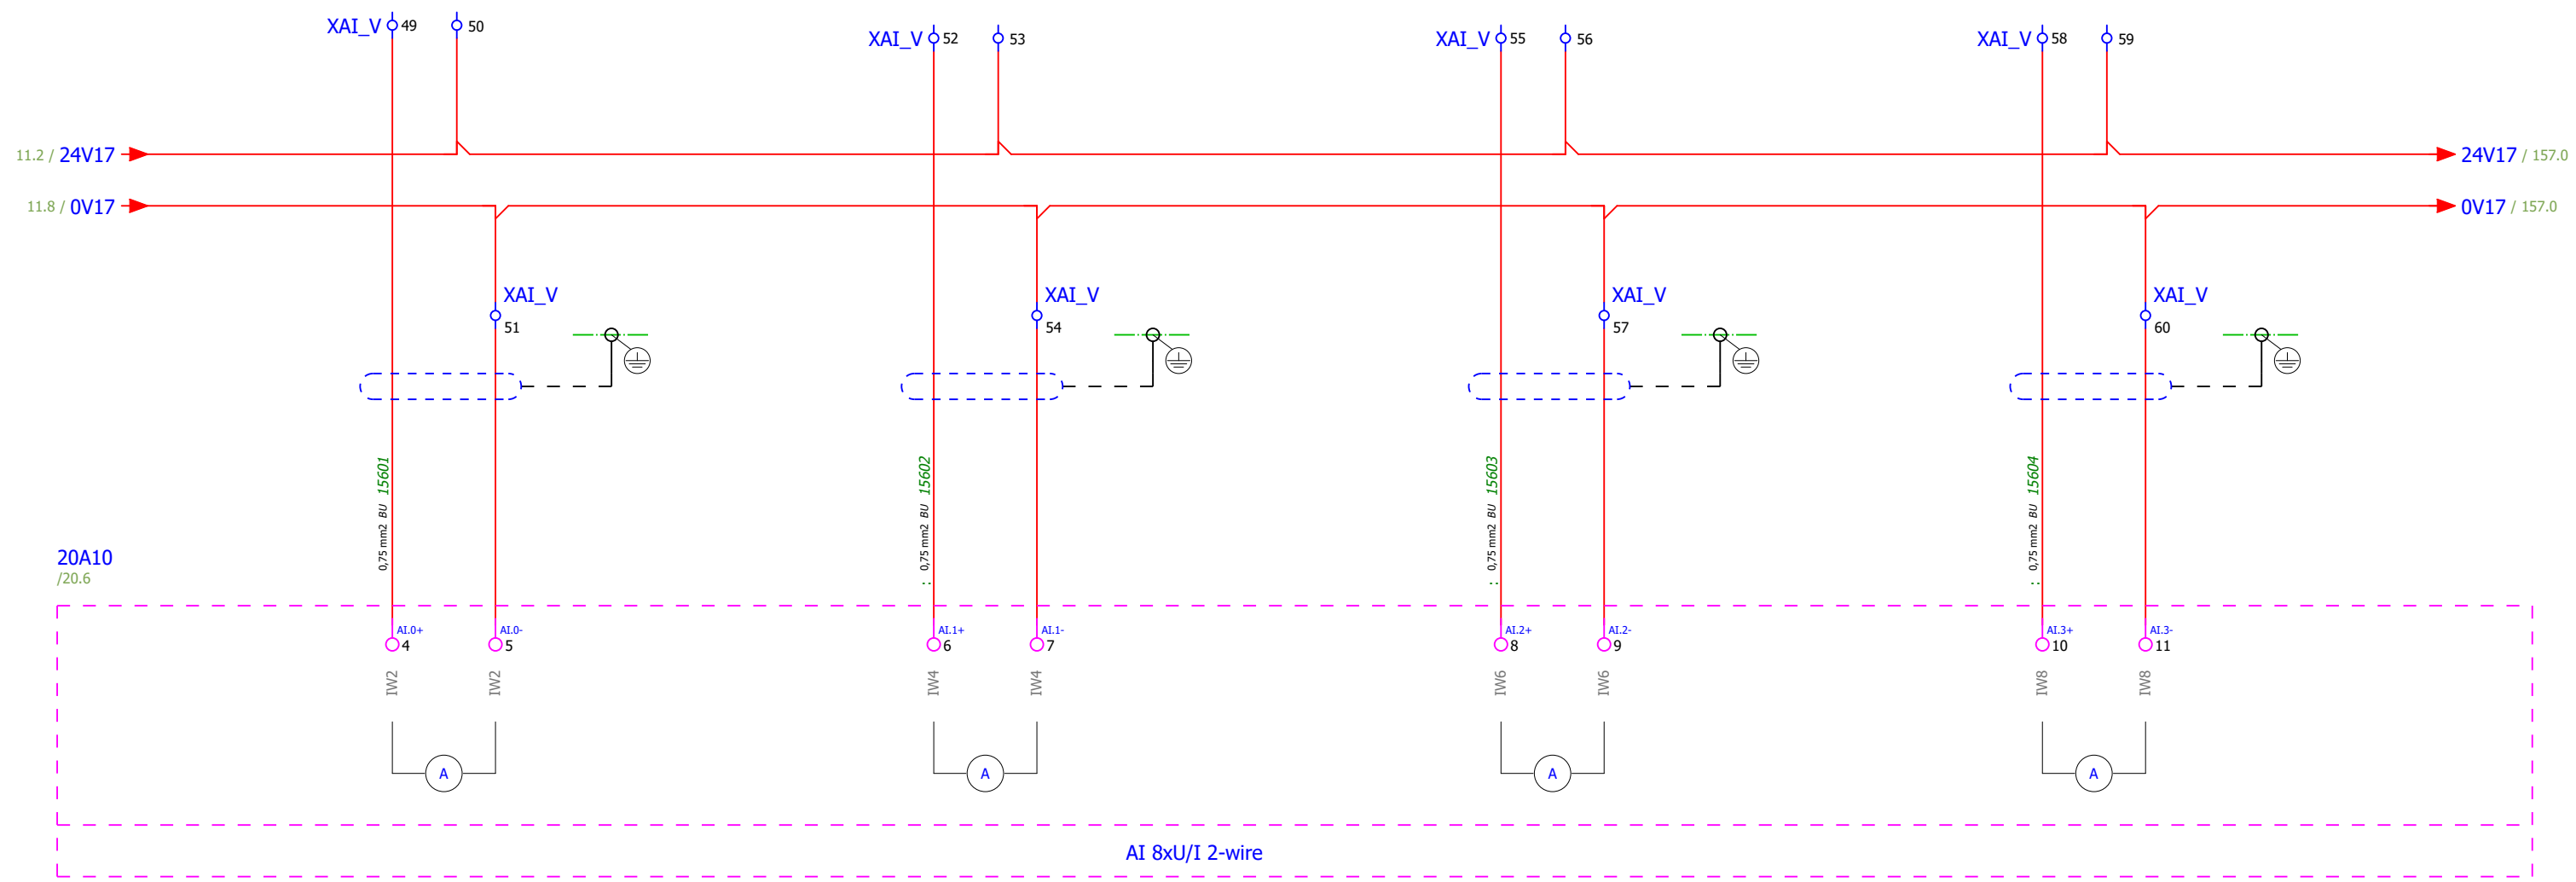 XAI_V 49 50
XAI_V 52 53
XAI_V 55 56
XAI_V 58 59
11.2 / 24V17
24V17 / 157.0
11.8 / 0V17
0V17 / 157.0
XAI_V
51
XAI_V
54
XAI_V
57
XAI_V
60
0,75 mm2 BU 15601
: 0,75 mm2 BU 15602
: 0,75 mm2 BU 15603
: 0,75 mm2 BU 15604
20A10
/20.6
AI.0+
4
AI.0-
5
AI.1+
6
AI.1-
7
AI.2+
8
AI.2-
9
AI.3+
10
AI.3-
11
IW2
IW2
IW4
IW4
IW6
IW6
IW8
IW8
A
A
A
A
AI 8xU/I 2-wire